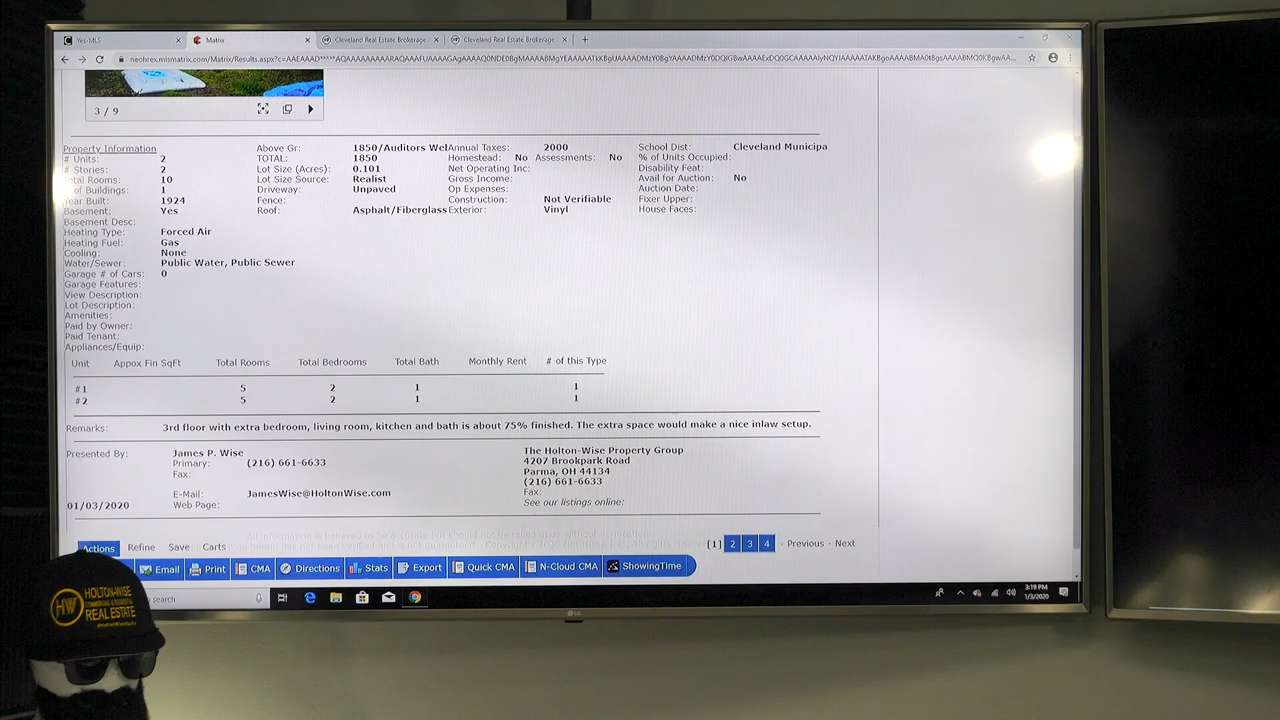 Yes-MLS
Matrix
Cleveland Real Estate Brokerage
Cleveland Real Estate Brokerage
3 / 9
Property Information
# Units: 2
# Stories: 2
Total Rooms: 10
# of Buildings: 1
Year Built: 1924
Basement: Yes
Basement Desc:
Heating Type: Forced Air
Heating Fuel: Gas
Cooling: None
Water/Sewer: Public Water, Public Sewer
Garage # of Cars: 0
Garage Features:
View Description:
Lot Description:
Amenities:
Paid by Owner:
Paid Tenant:
Appliances/Equip:
Above Gr: 1850/Auditors Wel
TOTAL: 1850
Lot Size (Acres): 0.101
Lot Size Source: Realist
Driveway: Unpaved
Fence:
Roof: Asphalt/Fiberglass
Annual Taxes: 2000
Homestead: No Assessments: No
Net Operating Inc:
Gross Income:
Op Expenses:
Construction: Not Verifiable
Exterior: Vinyl
School Dist: Cleveland Municipa
% of Units Occupied:
Disability Feat:
Avail for Auction: No
Auction Date:
Fixer Upper:
House Faces:
Unit Appox Fin SqFt Total Rooms Total Bedrooms Total Bath Monthly Rent # of this Type
#1 5 2 1 1
#2 5 2 1 1
Remarks: 3rd floor with extra bedroom, living room, kitchen and bath is about 75% finished. The extra space would make a nice inlaw setup.
Presented By: James P. Wise
Primary: (216) 661-6633
Fax:
E-Mail: JamesWise@HoltonWise.com
01/03/2020 Web Page:
The Holton-Wise Property Group
4207 Brookpark Road
Parma, OH 44134
(216) 661-6633
Fax:
See our listings online:
Actions Refine Save Carts [1] 2 3 4 Previous Next
Email Print CMA Directions Stats Export Quick CMA N-Cloud CMA ShowingTime
search
3:19 PM
1/3/2020
LG
HW
HOLTON-WISE
COMMERCIAL & RESIDENTIAL
REAL ESTATE